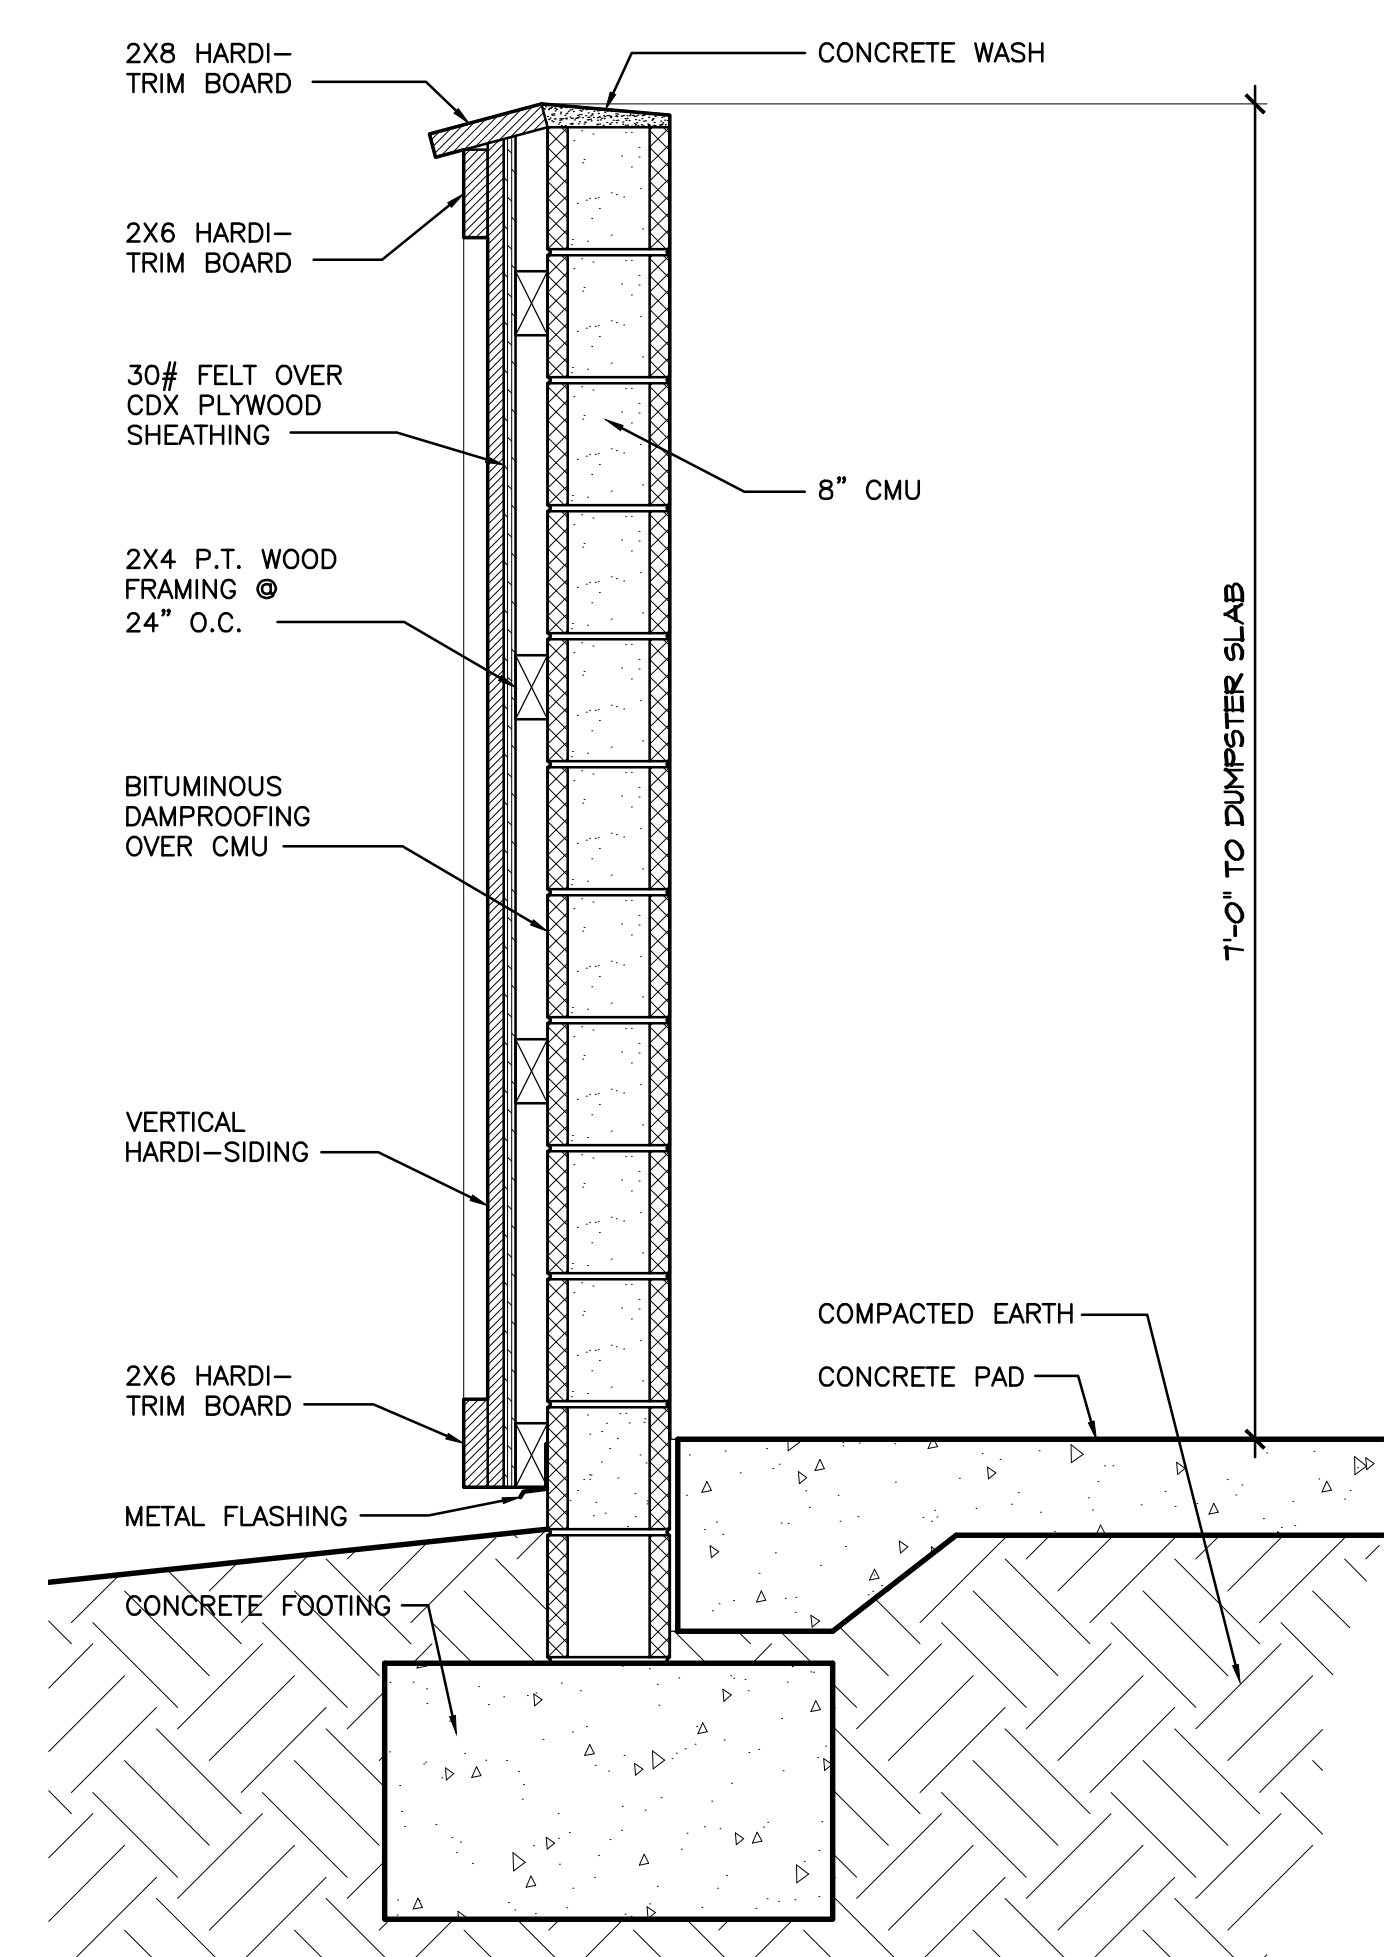 2X8 HARDI-
TRIM BOARD
CONCRETE WASH
2X6 HARDI-
TRIM BOARD
30# FELT OVER
CDX PLYWOOD
SHEATHING
8" CMU
2X4 P.T. WOOD
FRAMING @
24" O.C.
7'-0" TO DUMPSTER SLAB
BITUMINOUS
DAMPROOFING
OVER CMU
VERTICAL
HARDI-SIDING
COMPACTED EARTH
CONCRETE PAD
2X6 HARDI-
TRIM BOARD
METAL FLASHING
CONCRETE FOOTING